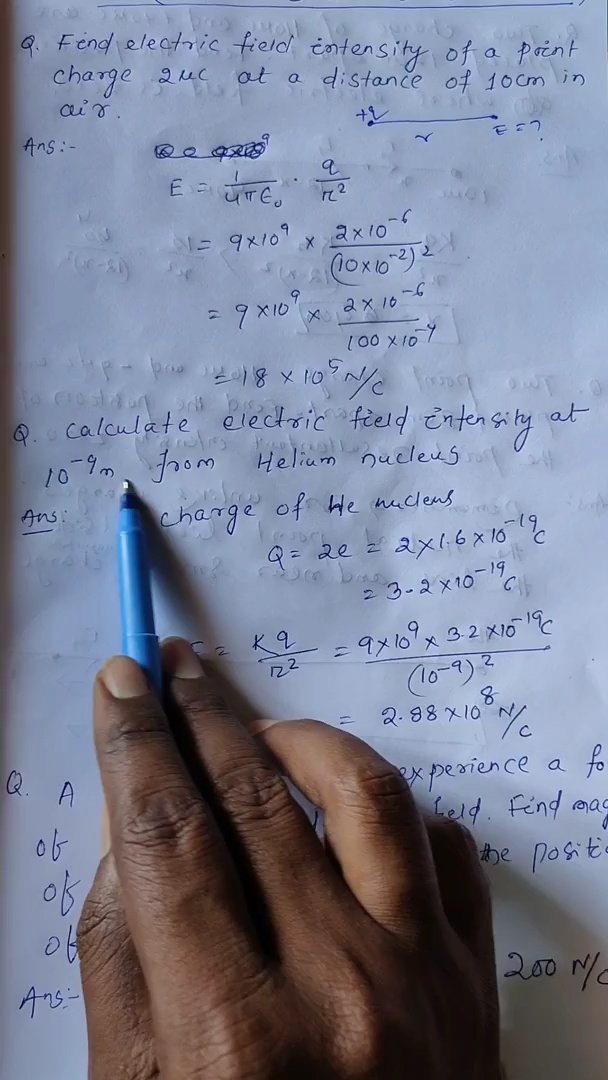 Q. Find electric field intensity of a point
charge 2μc at a distance of 10cm in
air.
+q r E = ?
Ans:-
E = 1/4πϵ₀ · q/r²
= 9×10⁹ × 2×10⁻⁶/(10×10⁻²)²
= 9×10⁹ × 2×10⁻⁶/100×10⁻⁴
= 18 × 10⁵ N/C
Q. Calculate electric field intensity at
10⁻⁹m from Helium nucleus
Ans: charge of He nucleus
Q = 2e = 2×1.6×10⁻¹⁹C
= 3.2×10⁻¹⁹C
= Kq/r² = 9×10⁹ × 3.2×10⁻¹⁹C/(10⁻⁹)²
= 2.88×10⁸ N/C
Q. A experience a fo
field. Find mag
of the positi
of
of
200 N/C
Ans:-